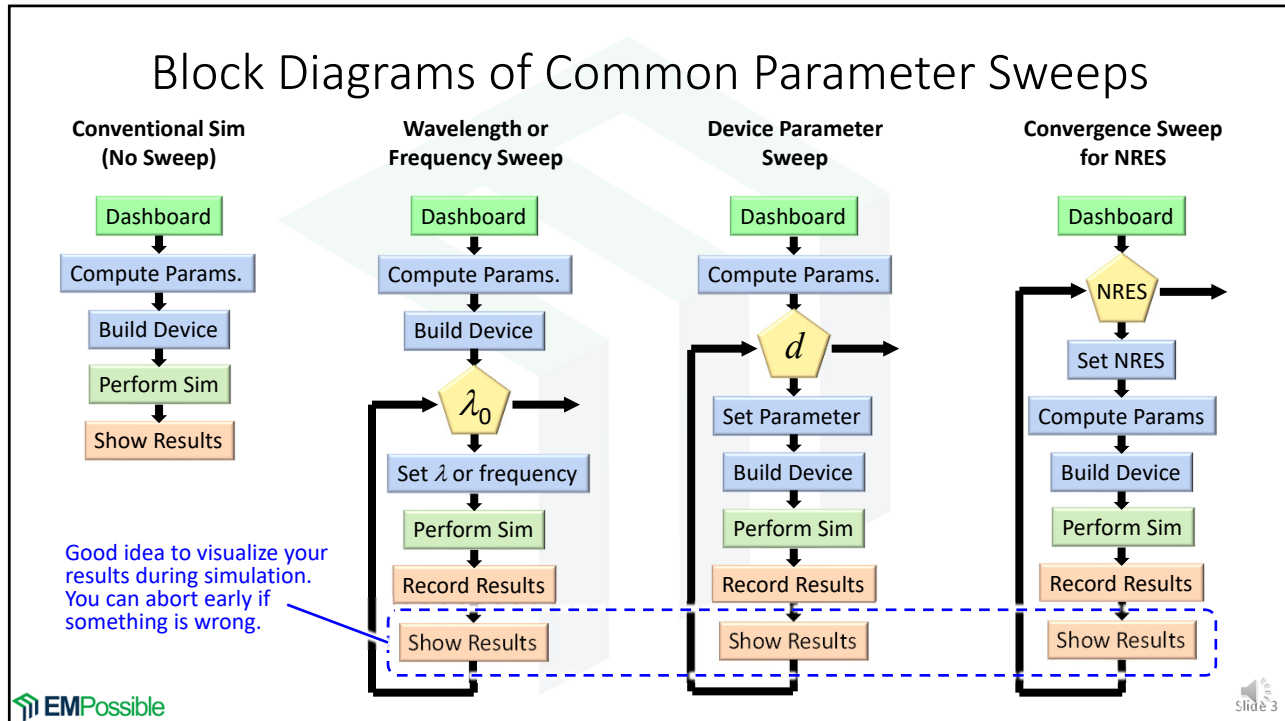 Block Diagrams of Common Parameter Sweeps
Conventional Sim
(No Sweep)
Dashboard
Compute Params.
Build Device
Perform Sim
Show Results
Wavelength or
Frequency Sweep
Dashboard
Compute Params.
Build Device
λ0
Set λ or frequency
Perform Sim
Record Results
Show Results
Device Parameter
Sweep
Dashboard
Compute Params.
d
Set Parameter
Build Device
Perform Sim
Record Results
Show Results
Convergence Sweep
for NRES
Dashboard
NRES
Set NRES
Compute Params
Build Device
Perform Sim
Record Results
Show Results
Good idea to visualize your
results during simulation.
You can abort early if
something is wrong.
EMPossible
Slide 3